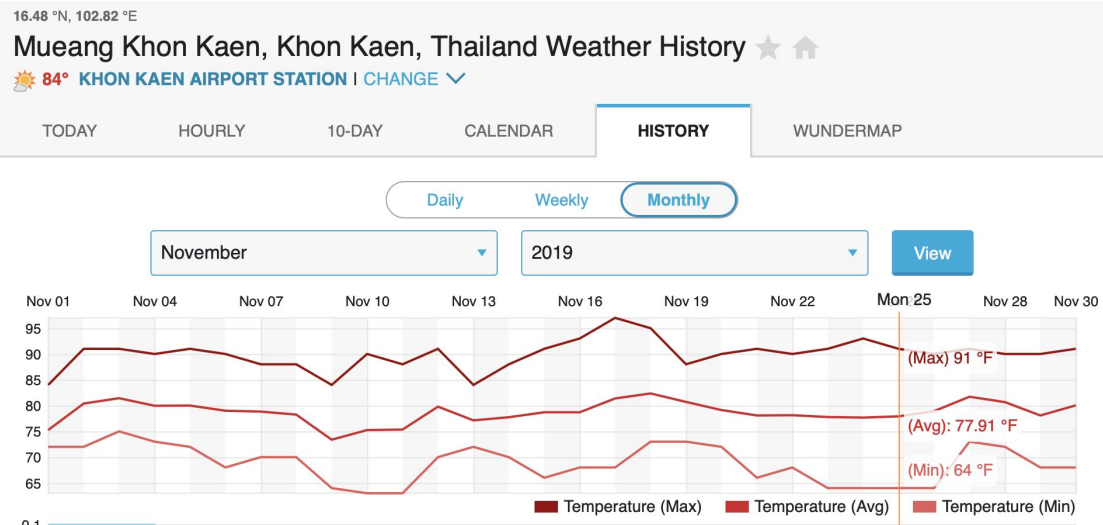 16.48 °N, 102.82 °E
Mueang Khon Kaen, Khon Kaen, Thailand Weather History
84° KHON KAEN AIRPORT STATION | CHANGE
TODAY HOURLY 10-DAY CALENDAR HISTORY WUNDERMAP
Daily Weekly Monthly
November 2019 View
Nov 01 Nov 04 Nov 07 Nov 10 Nov 13 Nov 16 Nov 19 Nov 22 Mon 25 Nov 28 Nov 30
95
90
(Max) 91 °F
85
80
75
(Avg): 77.91 °F
70
(Min): 64 °F
65
Temperature (Max) Temperature (Avg) Temperature (Min)
0.1